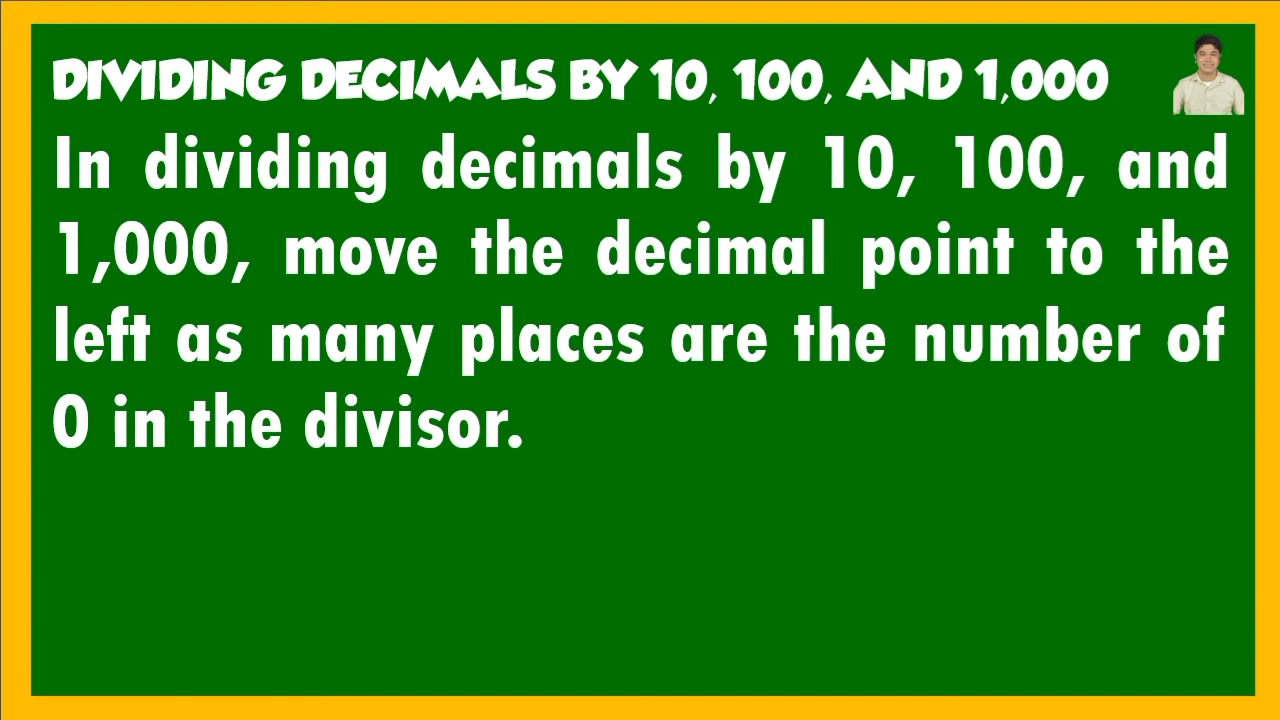 DIVIDING DECIMALS BY 10, 100, AND 1,000
In dividing decimals by 10, 100, and
1,000, move the decimal point to the
left as many places are the number of
0 in the divisor.